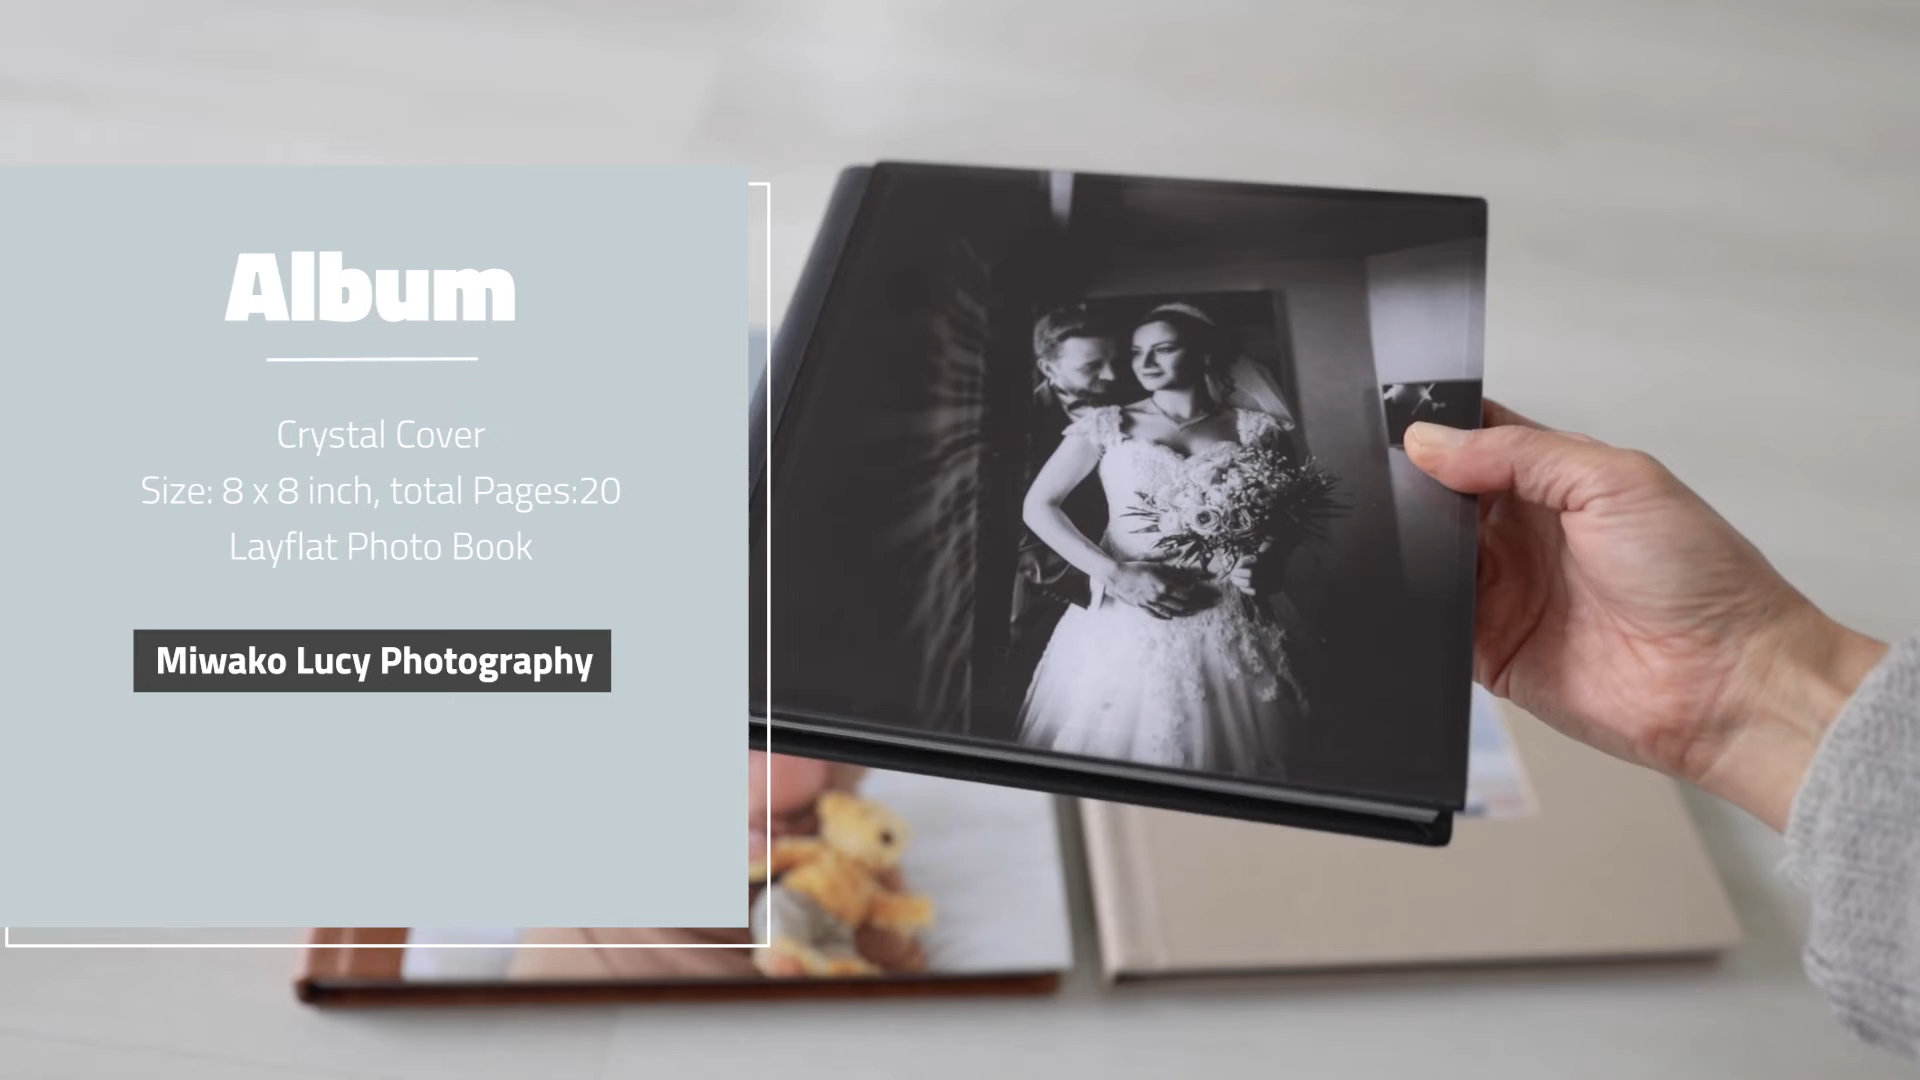 Album
Crystal Cover
Size: 8 x 8 inch, total Pages:20
Layflat Photo Book
Miwako Lucy Photography